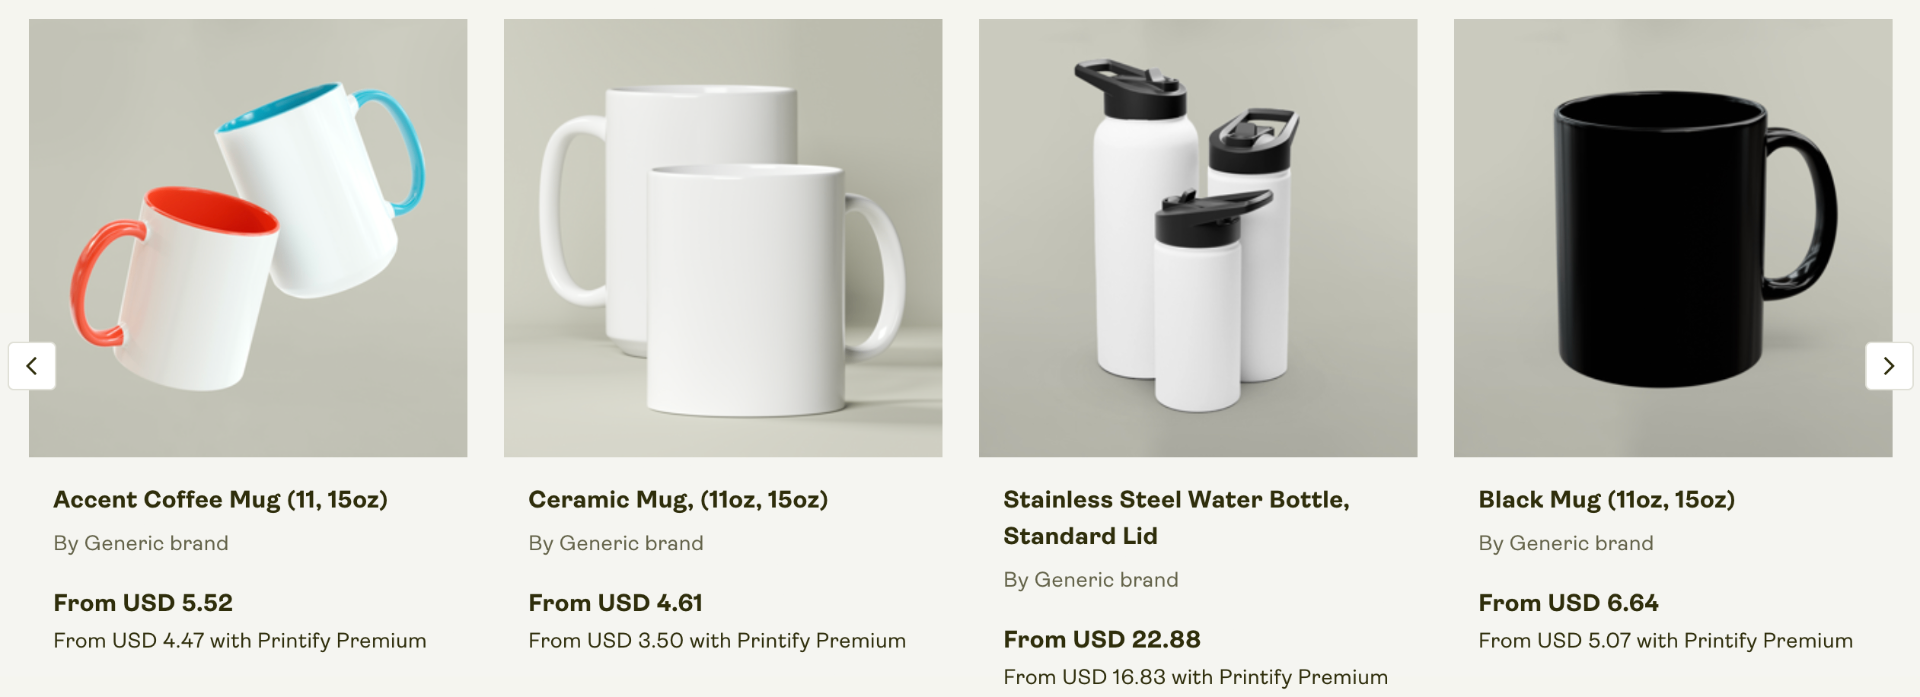 Accent Coffee Mug (11, 15oz)
By Generic brand
From USD 5.52
From USD 4.47 with Printify Premium
Ceramic Mug, (11oz, 15oz)
By Generic brand
From USD 4.61
From USD 3.50 with Printify Premium
Stainless Steel Water Bottle,
Standard Lid
By Generic brand
From USD 22.88
From USD 16.83 with Printify Premium
Black Mug (11oz, 15oz)
By Generic brand
From USD 6.64
From USD 5.07 with Printify Premium